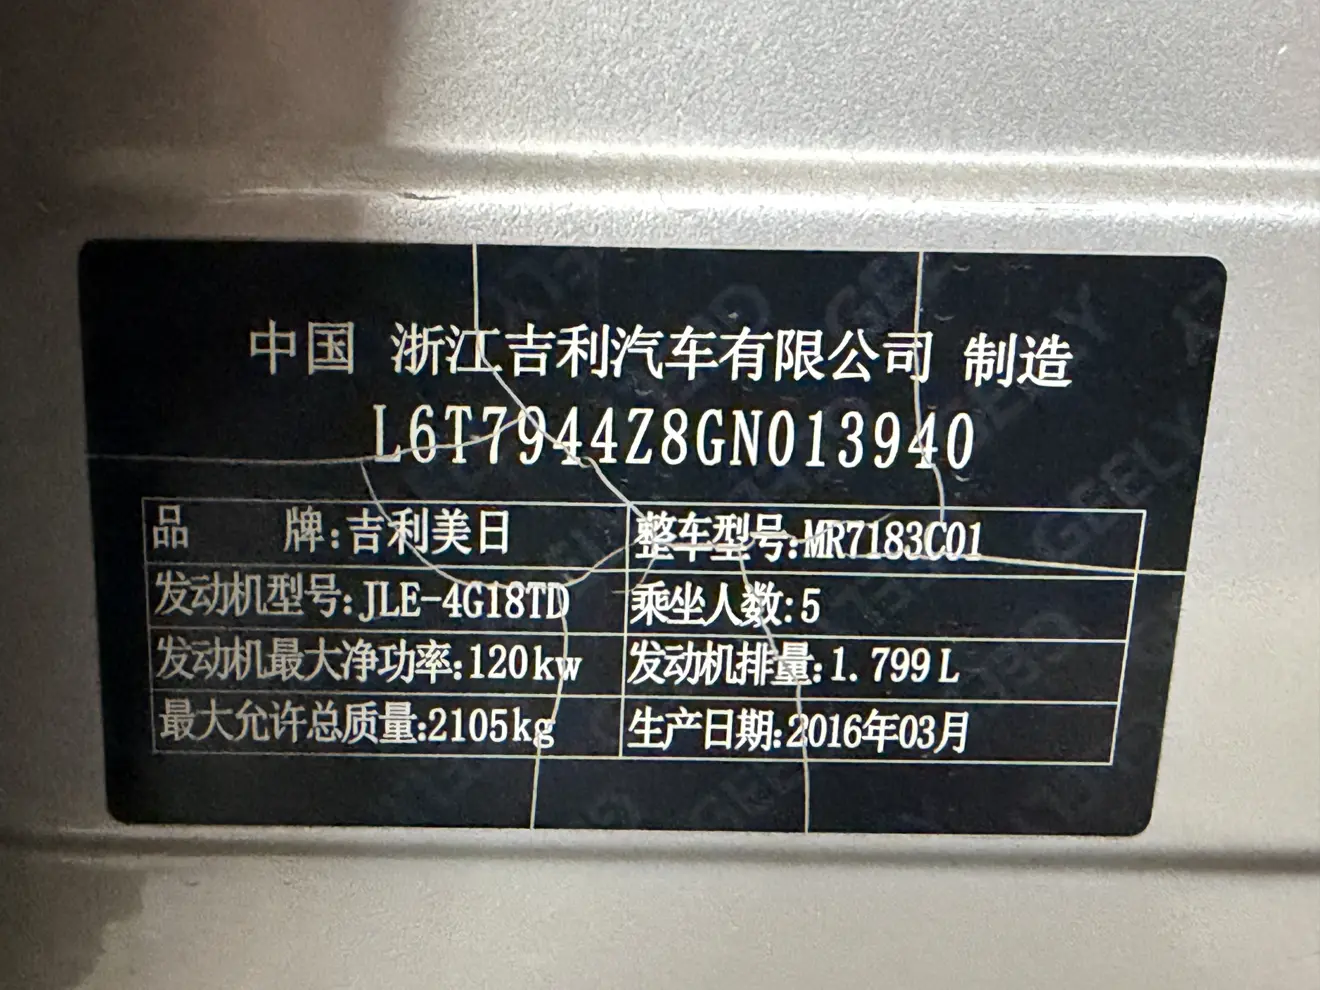 中国 浙江吉利汽车有限公司 制造
L6T7944Z8GN013940
品 牌:吉利美日 整车型号:MR7183C01
发动机型号:JLE-4G18TD 乘坐人数:5
发动机最大净功率:120kw 发动机排量:1.799L
最大允许总质量:2105kg 生产日期:2016年03月
GEELY
GEELY